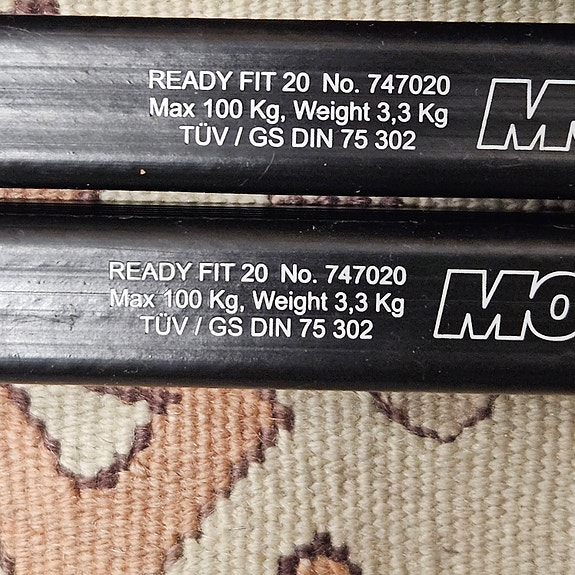 READY FIT 20 No. 747020
Max 100 Kg, Weight 3,3 Kg
TÜV / GS DIN 75 302
READY FIT 20 No. 747020
Max 100 Kg, Weight 3,3 Kg
TÜV / GS DIN 75 302
MO